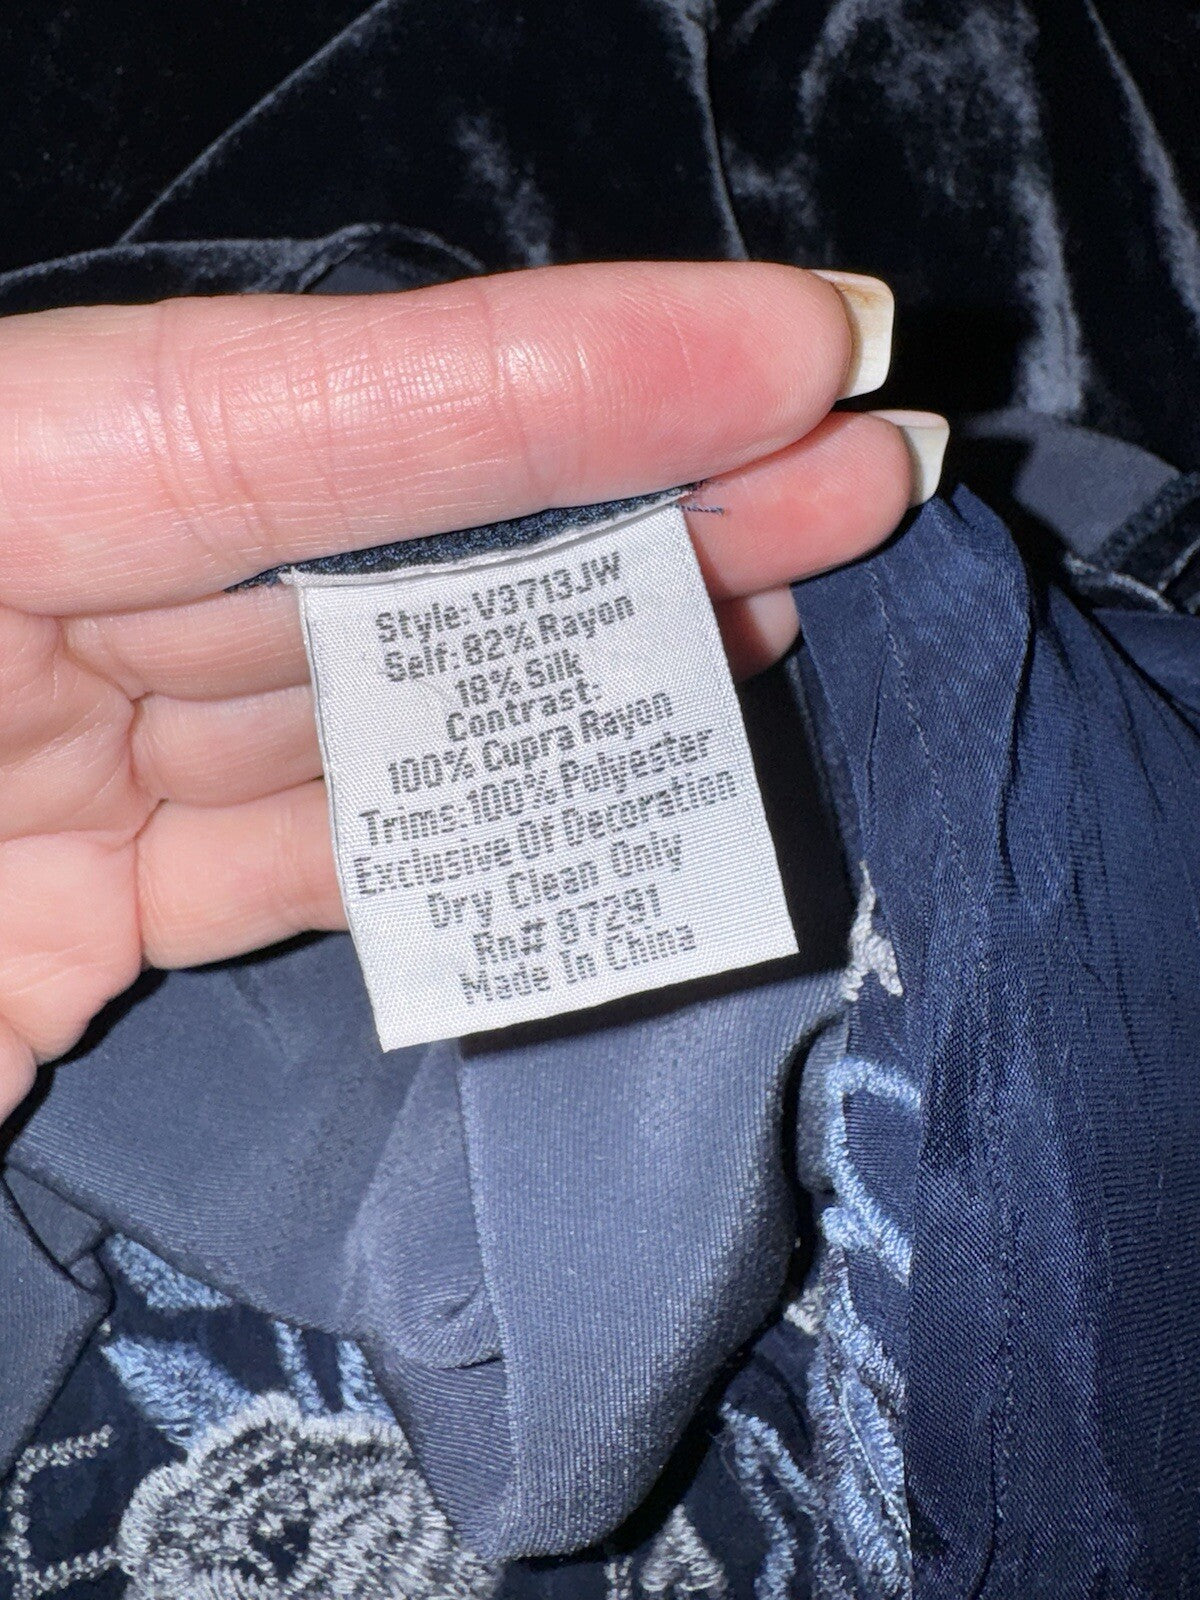 Style:V3713JW
Self:82%Rayon
18%Silk
Contrast:
100%Cupra Rayon
Trims:100%Polyester
Exclusive Of Decoration
Dry Clean Only
Rn# 87291
Made In China